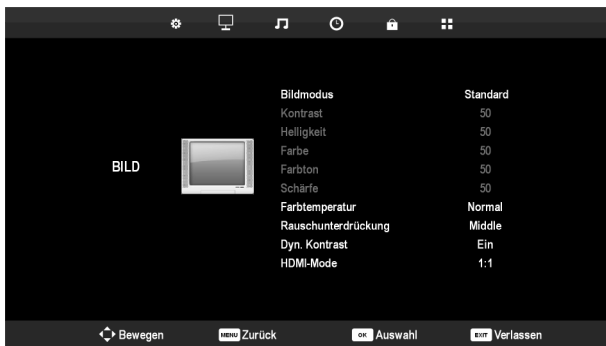 Bildmodus Standard
Kontrast 50
Helligkeit 50
Farbe 50
BILD
Farbton 50
Schärfe 50
Farbtemperatur Normal
Rauschunterdrückung Middle
Dyn. Kontrast Ein
HDMI-Mode 1:1
Bewegen MENU Zurück OK Auswahl EXIT Verlassen